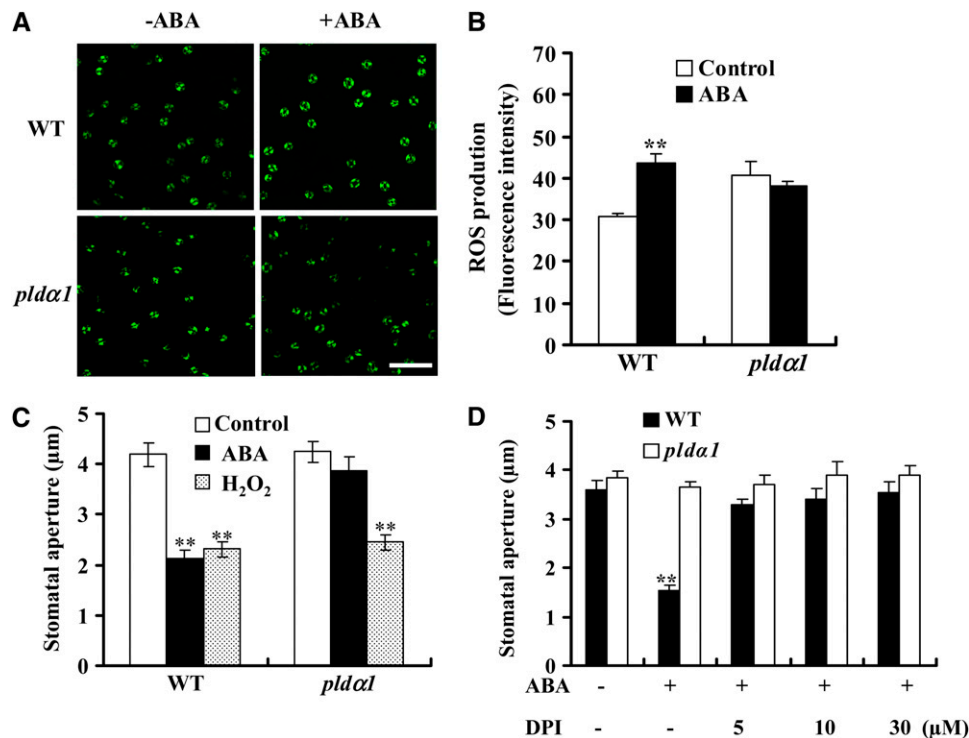 A
-ABA
+ABA
WT
pldα1
B
ROS prodution
(Fluorescence intensity)
70
60
50
40
30
20
10
0
Control
ABA
**
WT
pldα1
C
Stomatal aperture (μm)
5
4
3
2
1
0
Control
ABA
H₂O₂
**
**
**
WT
pldα1
D
Stomatal aperture (μm)
5
4
3
2
1
0
WT
pldα1
**
ABA - + + + +
DPI - - 5 10 30 (μM)